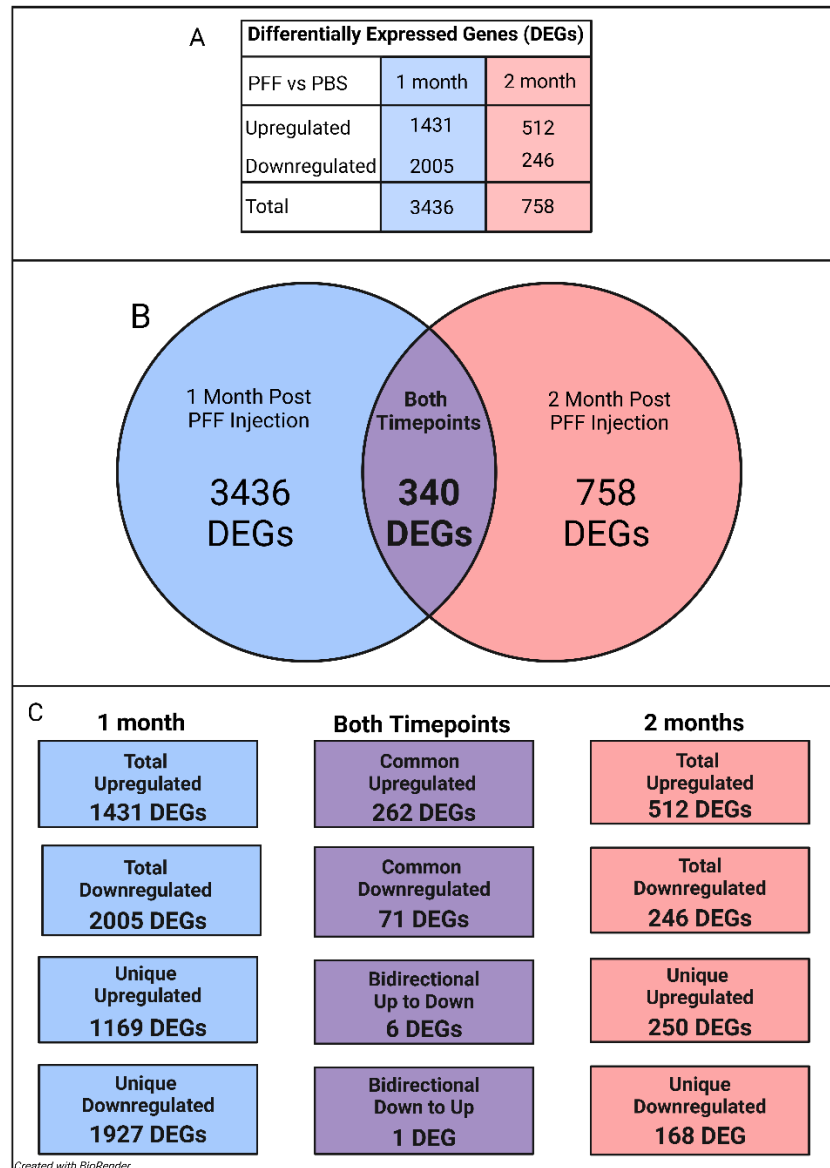 A
Differentially Expressed Genes (DEGs)
PFF vs PBS 1 month 2 month
Upregulated 1431 512
Downregulated 2005 246
Total 3436 758
B
1 Month Post
PFF Injection
3436
DEGs
Both
Timepoints
340
DEGs
2 Month Post
PFF Injection
758
DEGs
C
1 month
Both Timepoints
2 months
Total
Upregulated
1431 DEGs
Common
Upregulated
262 DEGs
Total
Upregulated
512 DEGs
Total
Downregulated
2005 DEGs
Common
Downregulated
71 DEGs
Total
Downregulated
246 DEGs
Unique
Upregulated
1169 DEGs
Bidirectional
Up to Down
6 DEGs
Unique
Upregulated
250 DEGs
Unique
Downregulated
1927 DEGs
Bidirectional
Down to Up
1 DEG
Unique
Downregulated
168 DEG
Created with BioRender